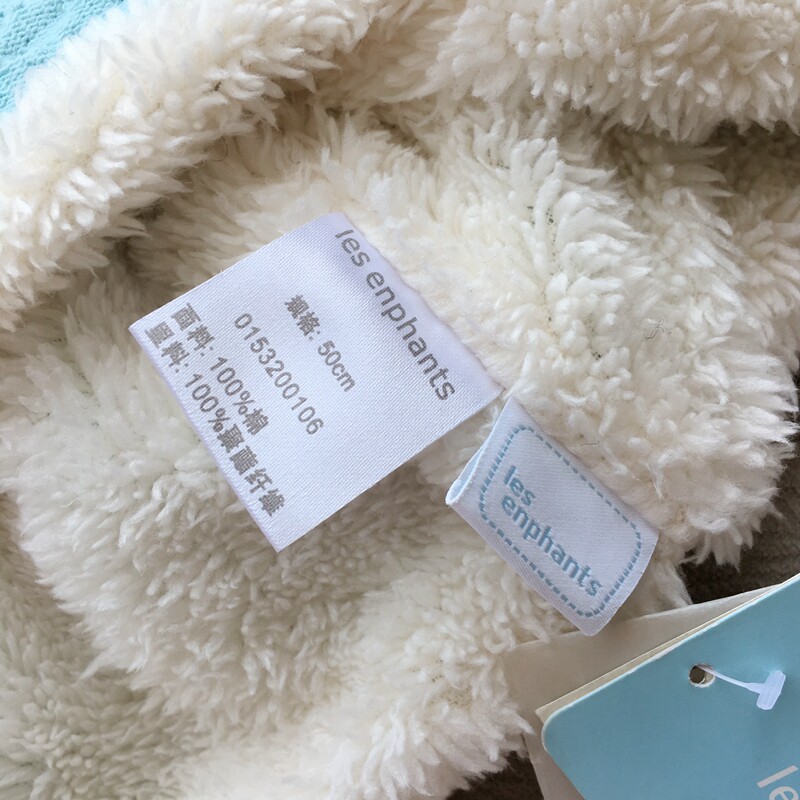 les enphants
规格: 50cm
0153200106
面料: 100%棉
里料: 100%聚酯纤维
les
enphants
le